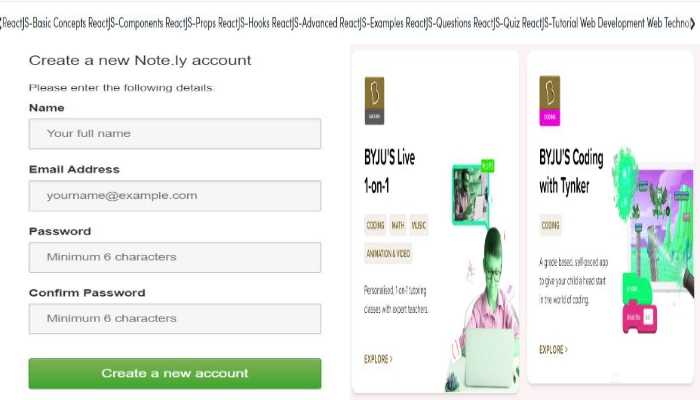 ReactJS-Basic Concepts ReactJS-Components ReactJS-Props ReactJS-Hooks ReactJS-Advanced ReactJS-Examples ReactJS-Questions ReactJS-Quiz ReactJS-Tutorial Web Development Web Techno
Create a new Note.ly account
Please enter the following details:
Name
Your full name
Email Address
yourname@example.com
Password
Minimum 6 characters
Confirm Password
Minimum 6 characters
Create a new account
BYJU'S Live
1-on-1
CODING MATH MUSIC
ANIMATION & VIDEO
Personalised, 1-on-1 tutoring
classes with expert teachers.
EXPLORE >
CODING
BYJU'S Coding
with Tynker
CODING
A grade based, self-paced app
to give your child a head start
in the world of coding.
EXPLORE >